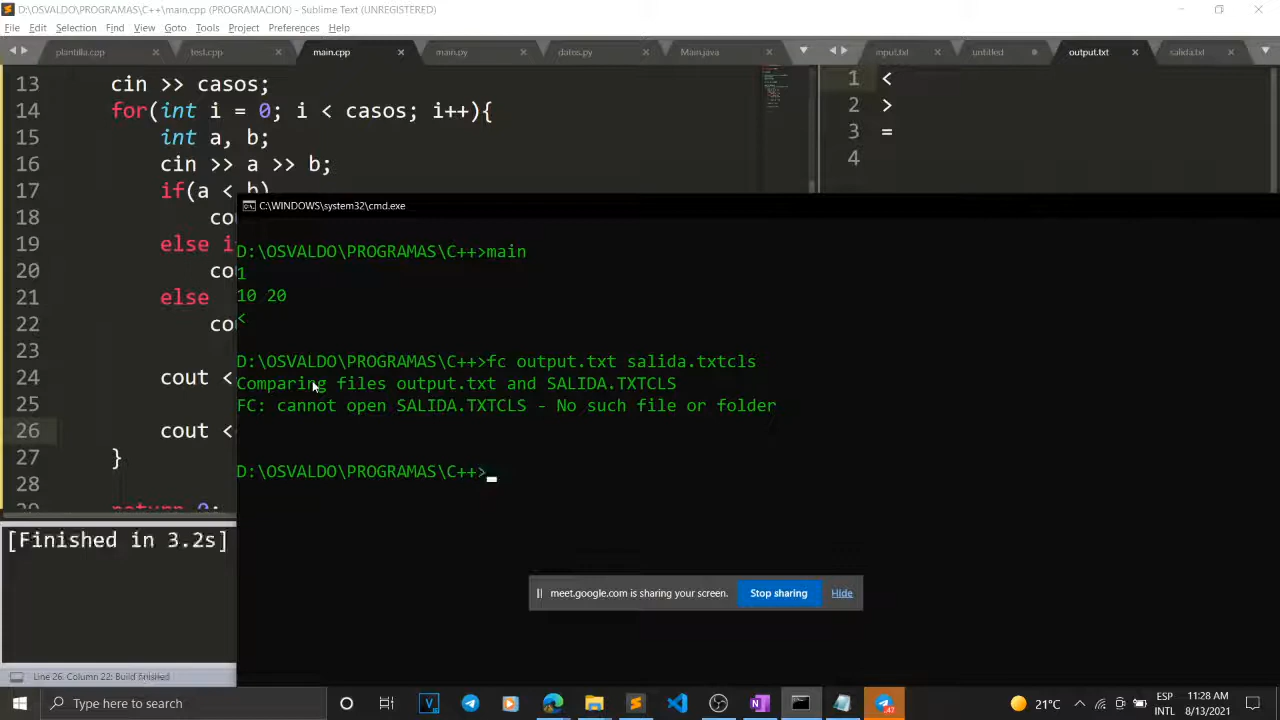 D:\OSVALDO\PROGRAMAS\C++\main.cpp (PROGRAMACION) - Sublime Text (UNREGISTERED)
File Edit Selection Find View Goto Tools Project Preferences Help
plantilla.cpp test.cpp main.cpp main.py datos.py Main.java input.txt untitled output.txt salida.txt
13 cin >> casos;
14 for(int i = 0; i < casos; i++){
15 int a, b;
16 cin >> a >> b;
17 if(a < b)
18 co
19 else i
20 co
21 else
22 co
23
24 cout <
25
26 cout <
27 }
28
29 return 0;
1 <
2 >
3 =
4
C:\WINDOWS\system32\cmd.exe
D:\OSVALDO\PROGRAMAS\C++>main
1
10 20
<
D:\OSVALDO\PROGRAMAS\C++>fc output.txt salida.txtcls
Comparing files output.txt and SALIDA.TXTCLS
FC: cannot open SALIDA.TXTCLS - No such file or folder
D:\OSVALDO\PROGRAMAS\C++>
[Finished in 3.2s]
meet.google.com is sharing your screen. Stop sharing Hide
Line 26, Column 22; Build finished
Type here to search
21°C
ESP
INTL
11:28 AM
8/13/2021